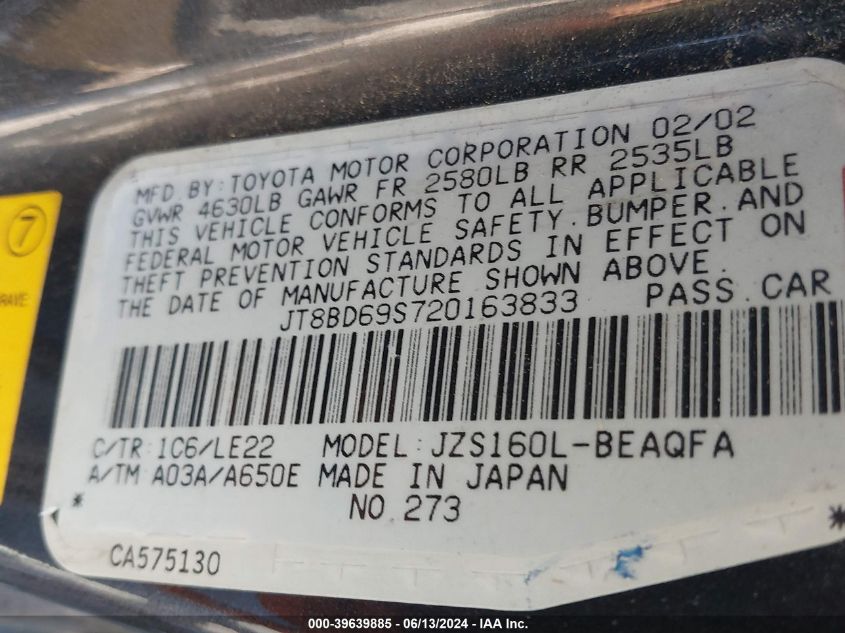 MFD. BY: TOYOTA MOTOR CORPORATION 02/02
GVWR 4630LB GAWR FR 2580LB RR 2535LB
THIS VEHICLE CONFORMS TO ALL APPLICABLE
FEDERAL MOTOR VEHICLE SAFETY. BUMPER. AND
THEFT PREVENTION STANDARDS IN EFFECT ON
THE DATE OF MANUFACTURE SHOWN ABOVE.
JT8BD69S720163833 PASS. CAR
C/TR: 1C6/LE22 MODEL: JZS160L-BEAQFA
A/TM A03A/A650E MADE IN JAPAN
* NO. 273 *
CA575130
7
000-39639885 / 06/13/2024 - IAA Inc.